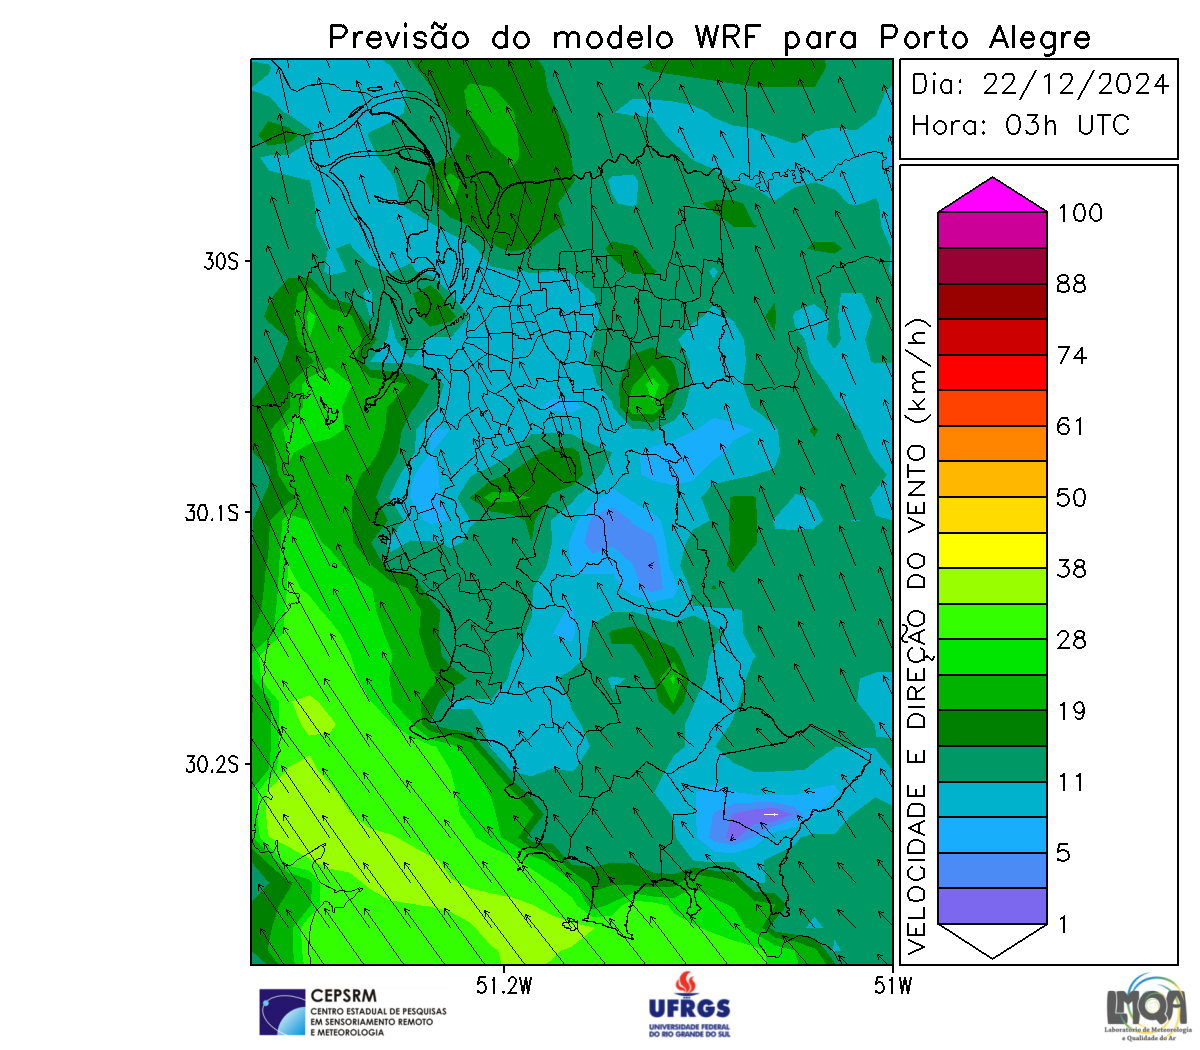 Previsão do modelo WRF para Porto Alegre
Dia: 22/12/2024
Hora: 03h UTC
30S
30.1S
30.2S
51.2W
51W
VELOCIDADE E DIREÇÃO DO VENTO (km/h)
100
88
74
61
50
38
28
19
11
5
1
CEPSRM
CENTRO ESTADUAL DE PESQUISAS
EM SENSORIAMENTO REMOTO
E METEOROLOGIA
UFRGS
UNIVERSIDADE FEDERAL
DO RIO GRANDE DO SUL
LMQA
Laboratório de Meteorologia
e Qualidade do Ar